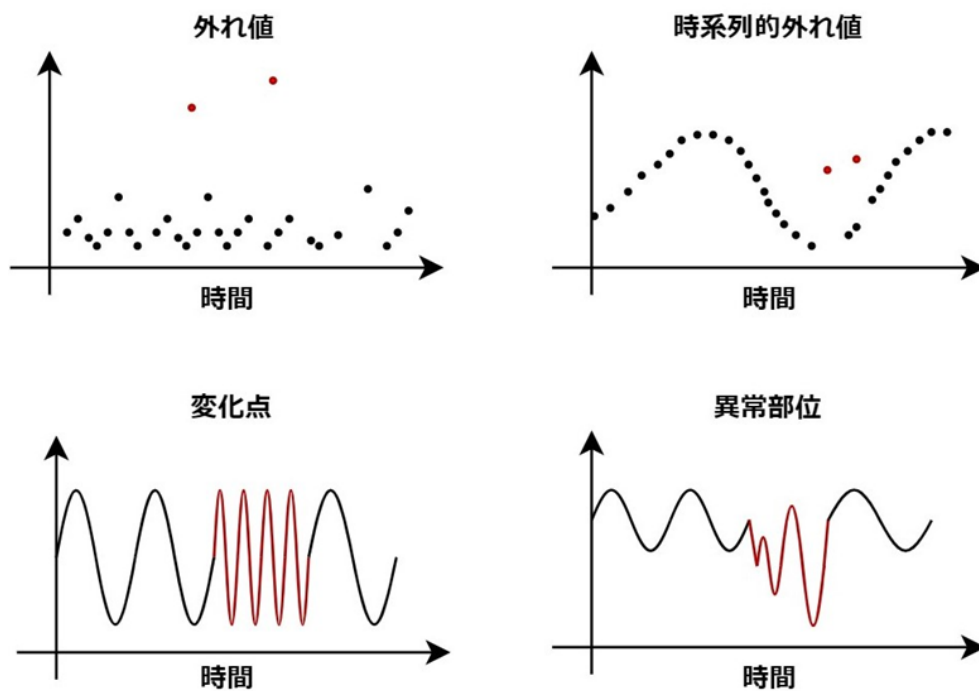 外れ値
時系列的外れ値
時間
時間
変化点
異常部位
時間
時間